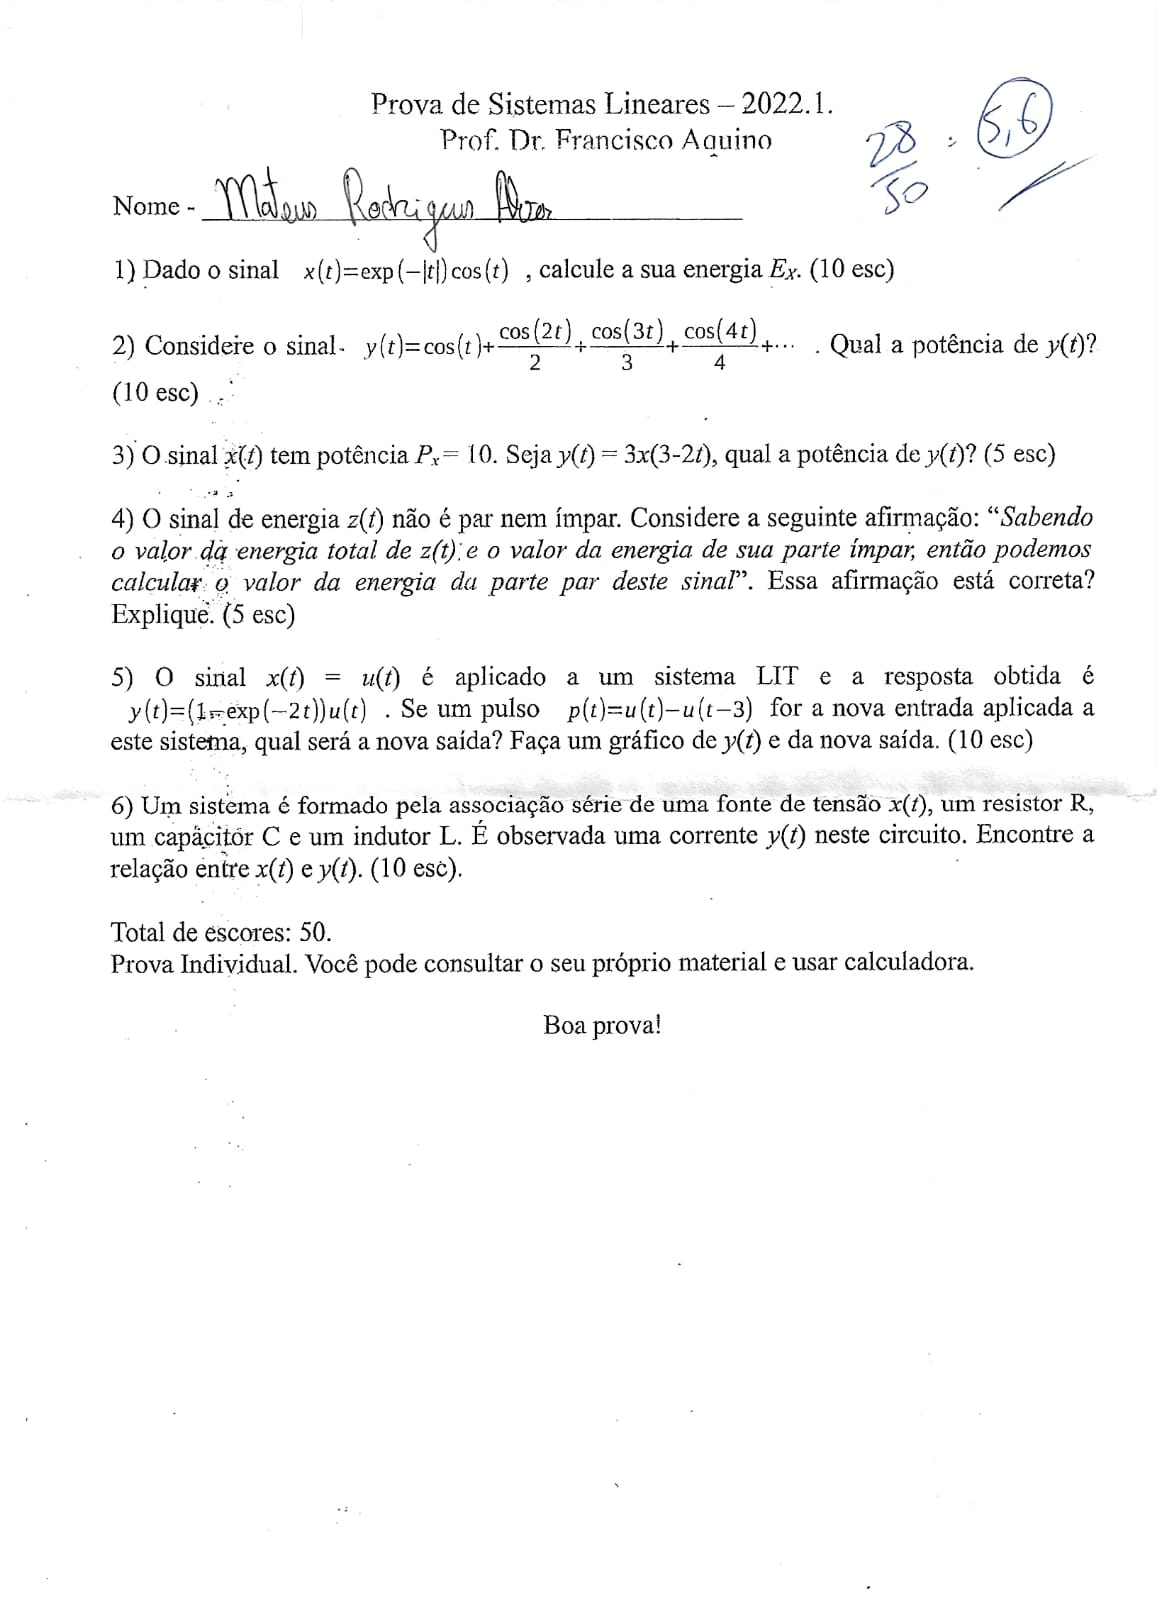 Prova de Sistemas Lineares – 2022.1.
Prof. Dr. Francisco Aquino
28/50 = 5,6
Nome - Mateus Rodrigues Alves
1) Dado o sinal x(t)=exp(-|t|)cos(t) , calcule a sua energia Ex. (10 esc)
2) Considere o sinal y(t)=cos(t)+cos(2t)/2+cos(3t)/3+cos(4t)/4+⋯ . Qual a potência de y(t)?
(10 esc)
3) O sinal x(t) tem potência Px= 10. Seja y(t) = 3x(3-2t), qual a potência de y(t)? (5 esc)
4) O sinal de energia z(t) não é par nem ímpar. Considere a seguinte afirmação: “Sabendo
o valor da energia total de z(t) e o valor da energia de sua parte ímpar, então podemos
calcular o valor da energia da parte par deste sinal”. Essa afirmação está correta?
Explique. (5 esc)
5) O sinal x(t) = u(t) é aplicado a um sistema LIT e a resposta obtida é
y(t)=(1-exp(-2t))u(t) . Se um pulso p(t)=u(t)-u(t-3) for a nova entrada aplicada a
este sistema, qual será a nova saída? Faça um gráfico de y(t) e da nova saída. (10 esc)
6) Um sistema é formado pela associação série de uma fonte de tensão x(t), um resistor R,
um capacitor C e um indutor L. É observada uma corrente y(t) neste circuito. Encontre a
relação entre x(t) e y(t). (10 esc).
Total de escores: 50.
Prova Individual. Você pode consultar o seu próprio material e usar calculadora.
Boa prova!